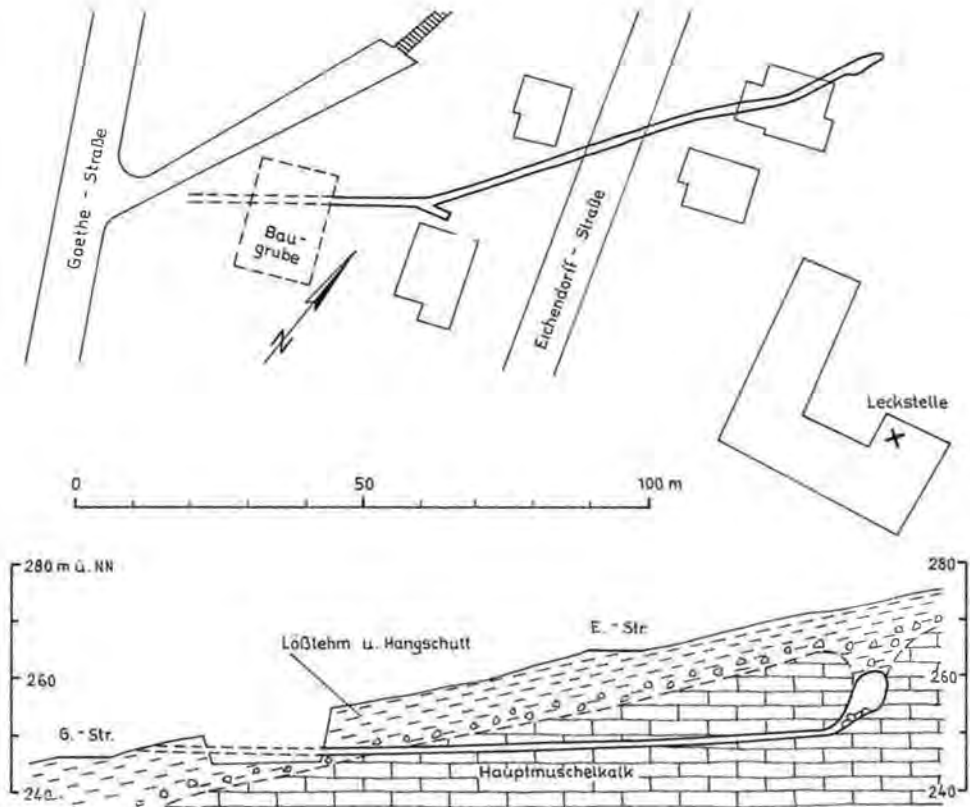 Goethe - Straße
Bau-
grube
N
Eichendorff - Straße
Leckstelle
0 50 100 m
280 m ü. NN
280
Lößlehm u. Hangschutt
E. - Str.
260
260
G. - Str.
Hauptmuschelkalk
240
240